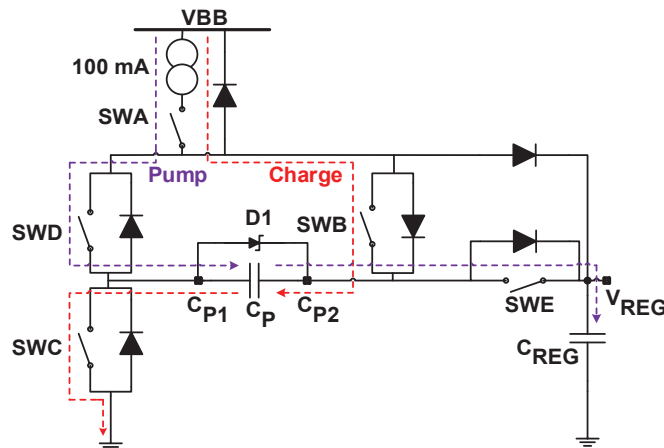 VBB
100 mA
SWA
Pump
Charge
D1
SWB
SWD
CP1
CP
CP2
SWE
VREG
SWC
CREG